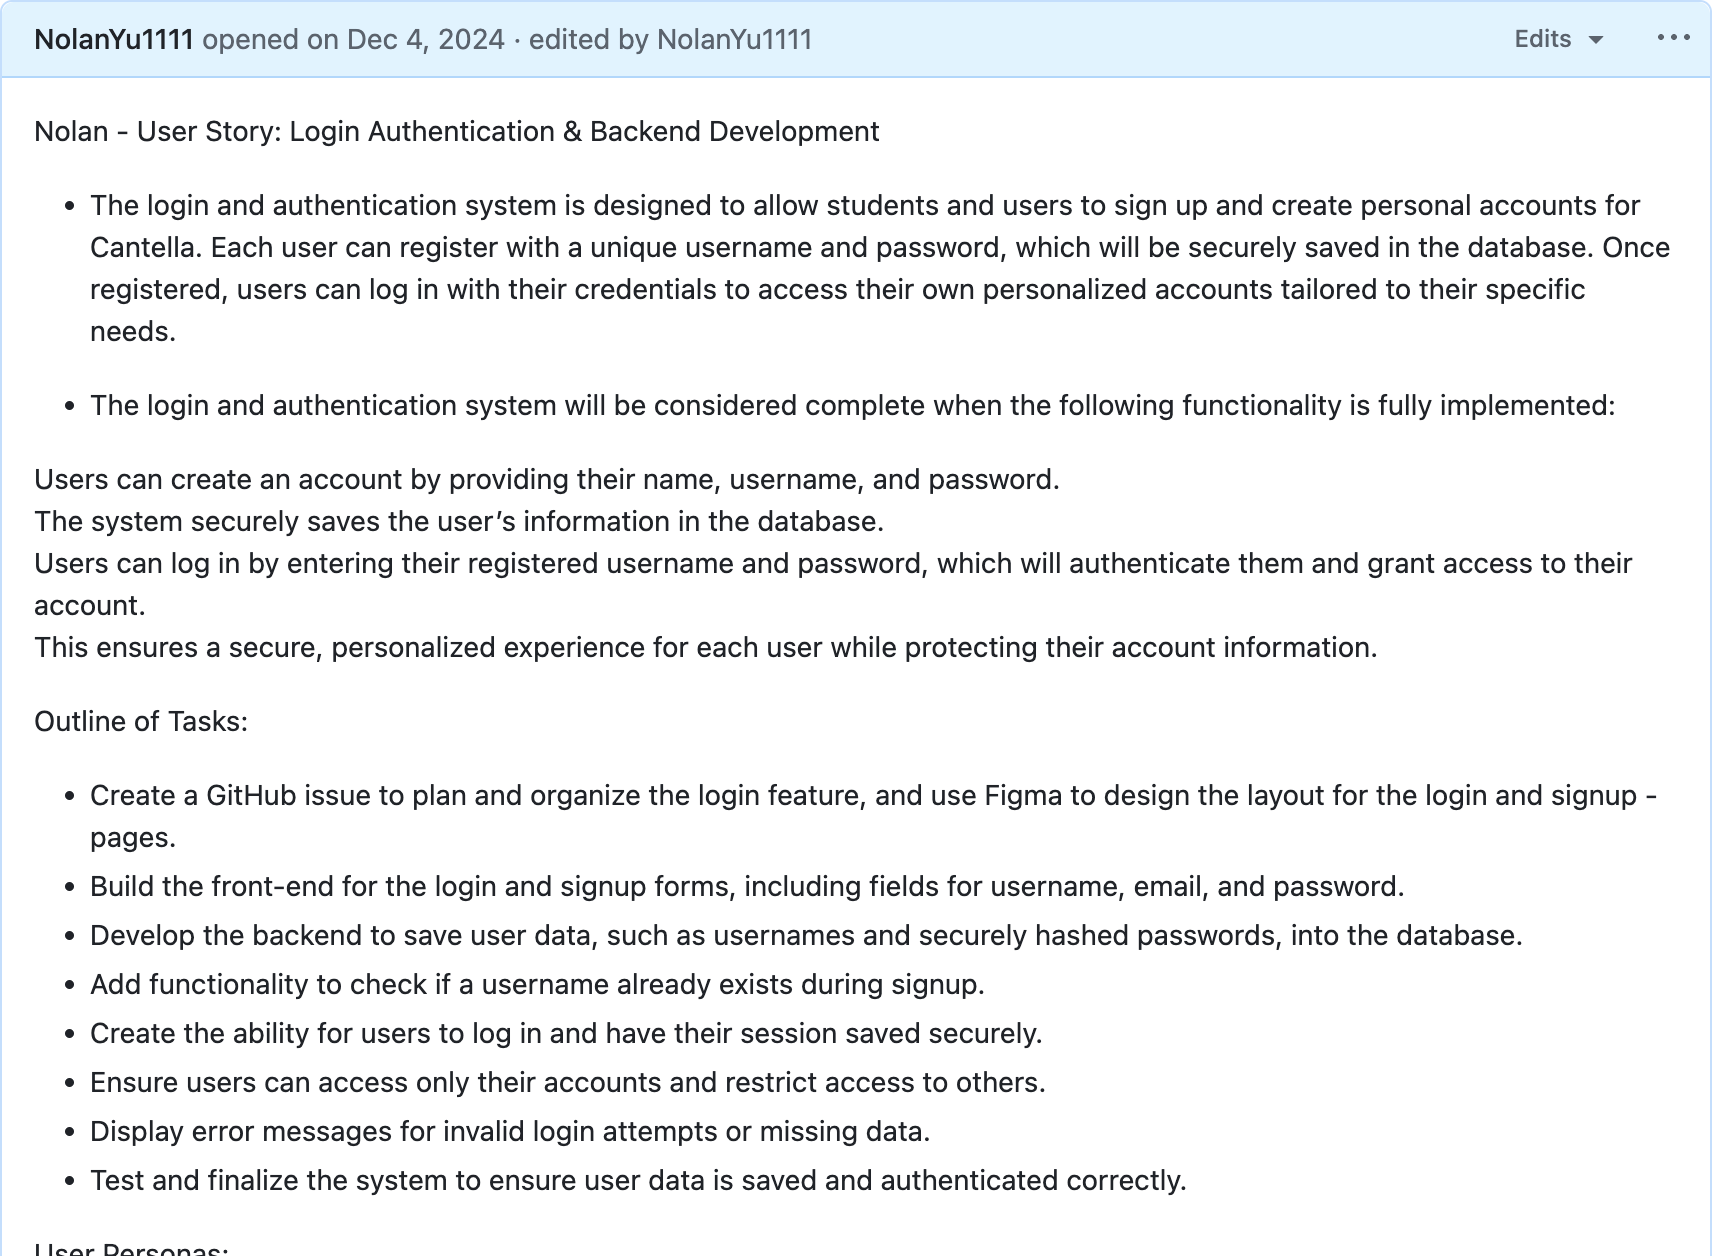 NolanYu1111 opened on Dec 4, 2024 · edited by NolanYu1111 Edits
Nolan - User Story: Login Authentication & Backend Development
• The login and authentication system is designed to allow students and users to sign up and create personal accounts for
Cantella. Each user can register with a unique username and password, which will be securely saved in the database. Once
registered, users can log in with their credentials to access their own personalized accounts tailored to their specific
needs.
• The login and authentication system will be considered complete when the following functionality is fully implemented:
Users can create an account by providing their name, username, and password.
The system securely saves the user’s information in the database.
Users can log in by entering their registered username and password, which will authenticate them and grant access to their
account.
This ensures a secure, personalized experience for each user while protecting their account information.
Outline of Tasks:
• Create a GitHub issue to plan and organize the login feature, and use Figma to design the layout for the login and signup -
pages.
• Build the front-end for the login and signup forms, including fields for username, email, and password.
• Develop the backend to save user data, such as usernames and securely hashed passwords, into the database.
• Add functionality to check if a username already exists during signup.
• Create the ability for users to log in and have their session saved securely.
• Ensure users can access only their accounts and restrict access to others.
• Display error messages for invalid login attempts or missing data.
• Test and finalize the system to ensure user data is saved and authenticated correctly.
User Personas: